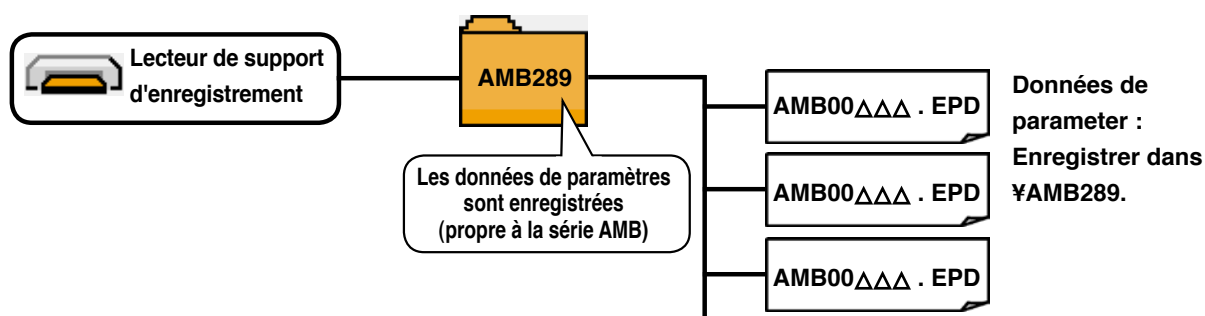 Lecteur de support
d'enregistrement
AMB289
Les données de paramètres
sont enregistrées
(propre à la série AMB)
AMB00△△△ . EPD
AMB00△△△ . EPD
AMB00△△△ . EPD
Données de
parameter :
Enregistrer dans
¥AMB289.